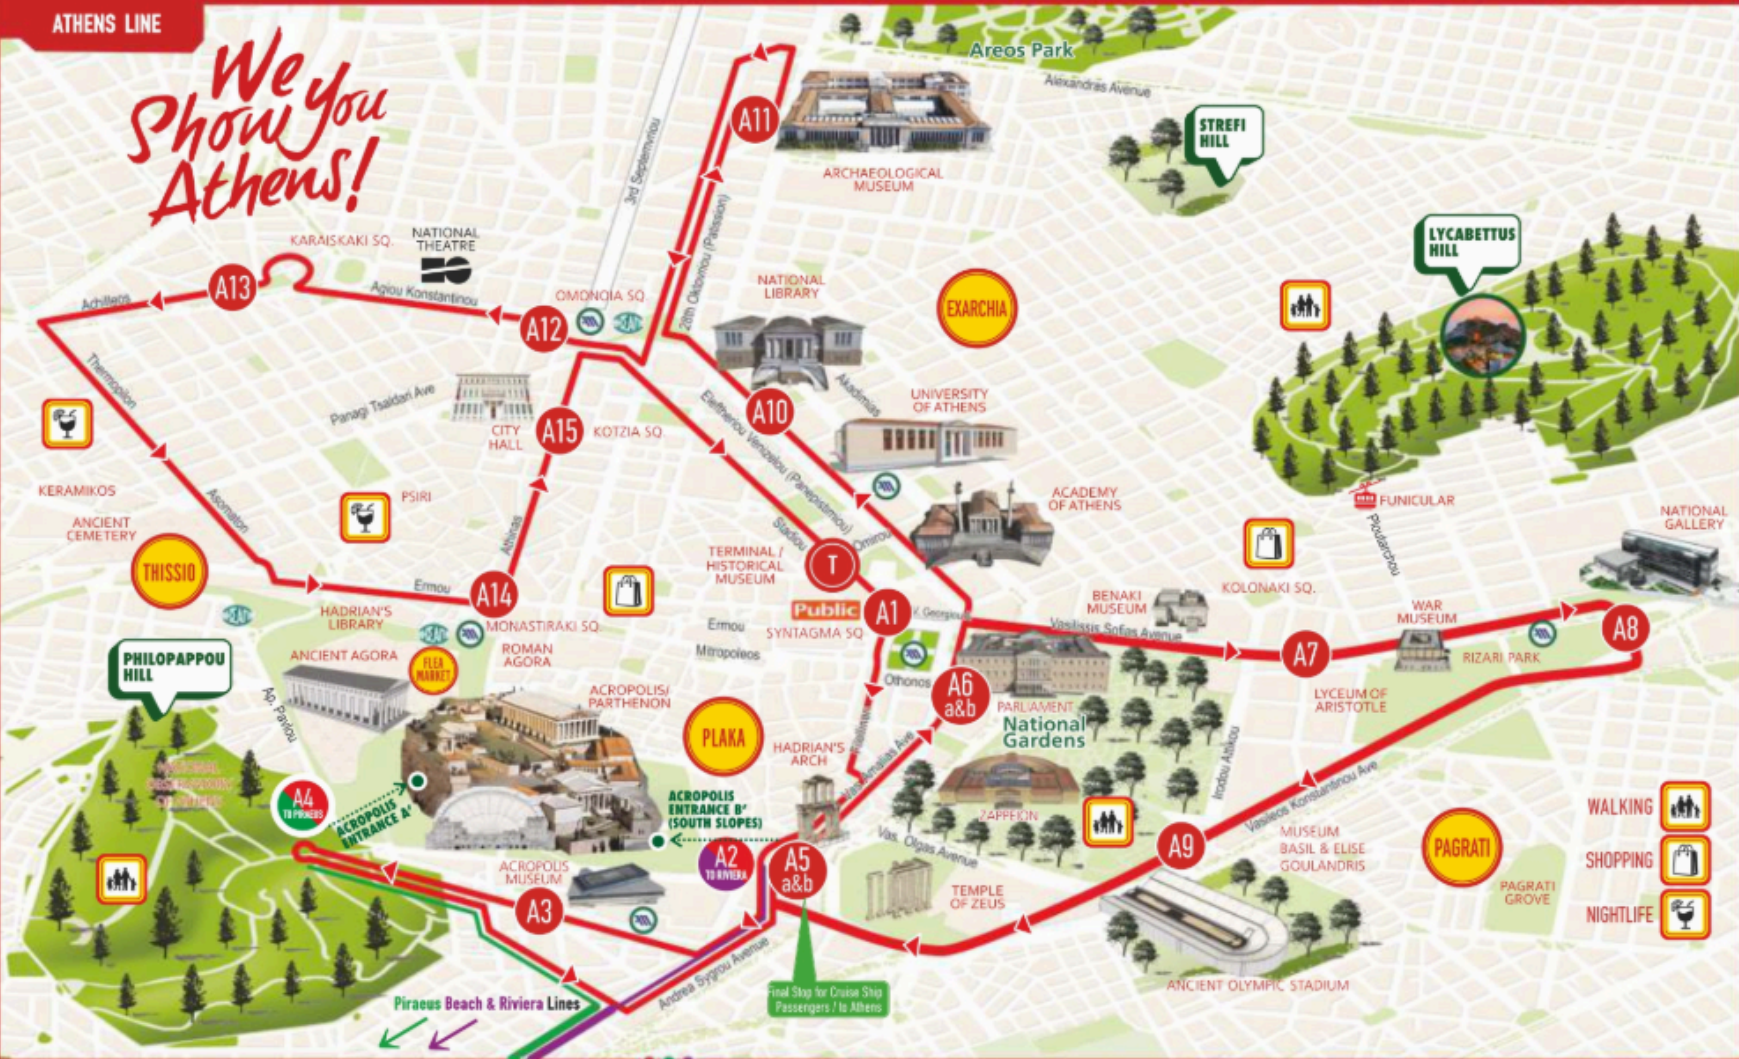 ATHENS LINE
We
Show You
Athens!
Areos Park
Alexandras Avenue
A11
STREFI
HILL
ARCHAEOLOGICAL
MUSEUM
3rd Septemvriou
28th Oktovriou (Patission)
LYCABETTUS
HILL
KARAISKAKI SQ.
NATIONAL
THEATRE
A13
Achilleos
Agiou Konstantinou
OMONOIA SQ.
A12
NATIONAL
LIBRARY
EXARCHIA
Thermopilon
Panagi Tsaldari Ave
CITY
HALL
A15
KOTZIA SQ.
A10
Akadimias
UNIVERSITY
OF ATHENS
Eleftheriou Venizelou (Panepistimiou)
KERAMIKOS
ANCIENT
CEMETERY
Asomaton
PSIRI
Athinas
Stadiou
Omirou
ACADEMY
OF ATHENS
FUNICULAR
Ploutarchou
NATIONAL
GALLERY
THISSIO
TERMINAL /
HISTORICAL
MUSEUM
T
KOLONAKI SQ.
Ermou
A14
HADRIAN'S
LIBRARY
MONASTIRAKI SQ.
Public
A1
V. Georgiou
SYNTAGMA SQ
Ermou
Mitropoleos
BENAKI
MUSEUM
Vasilissis Sofias Avenue
A7
WAR
MUSEUM
A8
RIZARI PARK
PHILOPAPPOU
HILL
ANCIENT AGORA
FLEA
MARKET
ROMAN
AGORA
Othonos
A6
a&b
PARLIAMENT
LYCEUM OF
ARISTOTLE
Ap. Pavlou
ACROPOLIS/
PARTHENON
PLAKA
National
Gardens
HADRIAN'S
ARCH
Vas. Amalias Ave
Irodou Attikou
A4
TO PIRAEUS
ACROPOLIS
ENTRANCE A'
ACROPOLIS
ENTRANCE B'
(SOUTH SLOPES)
ZAPPEION
Vas. Olgas Avenue
Vasileos Konstantinou Ave
A9
MUSEUM
BASIL & ELISE
GOULANDRIS
PAGRATI
WALKING
SHOPPING
NIGHTLIFE
A2
TO RIVIERA
A5
a&b
ACROPOLIS
MUSEUM
A3
TEMPLE
OF ZEUS
PAGRATI
GROVE
Andrea Sygrou Avenue
Piraeus Beach & Riviera Lines
Final Stop for Cruise Ship
Passengers / to Athens
ANCIENT OLYMPIC STADIUM